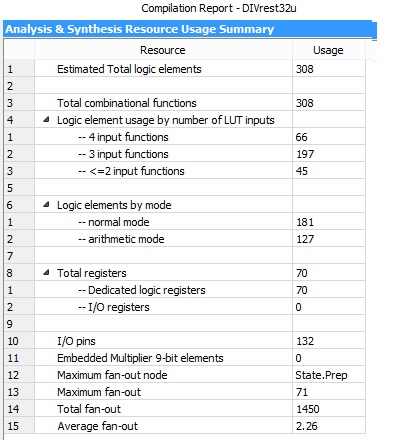 Compilation Report - DIVrest32u
Analysis & Synthesis Resource Usage Summary
Resource Usage
1 Estimated Total logic elements 308
2
3 Total combinational functions 308
4 Logic element usage by number of LUT inputs
1 -- 4 input functions 66
2 -- 3 input functions 197
3 -- <=2 input functions 45
5
6 Logic elements by mode
1 -- normal mode 181
2 -- arithmetic mode 127
7
8 Total registers 70
1 -- Dedicated logic registers 70
2 -- I/O registers 0
9
10 I/O pins 132
11 Embedded Multiplier 9-bit elements 0
12 Maximum fan-out node State.Prep
13 Maximum fan-out 71
14 Total fan-out 1450
15 Average fan-out 2.26